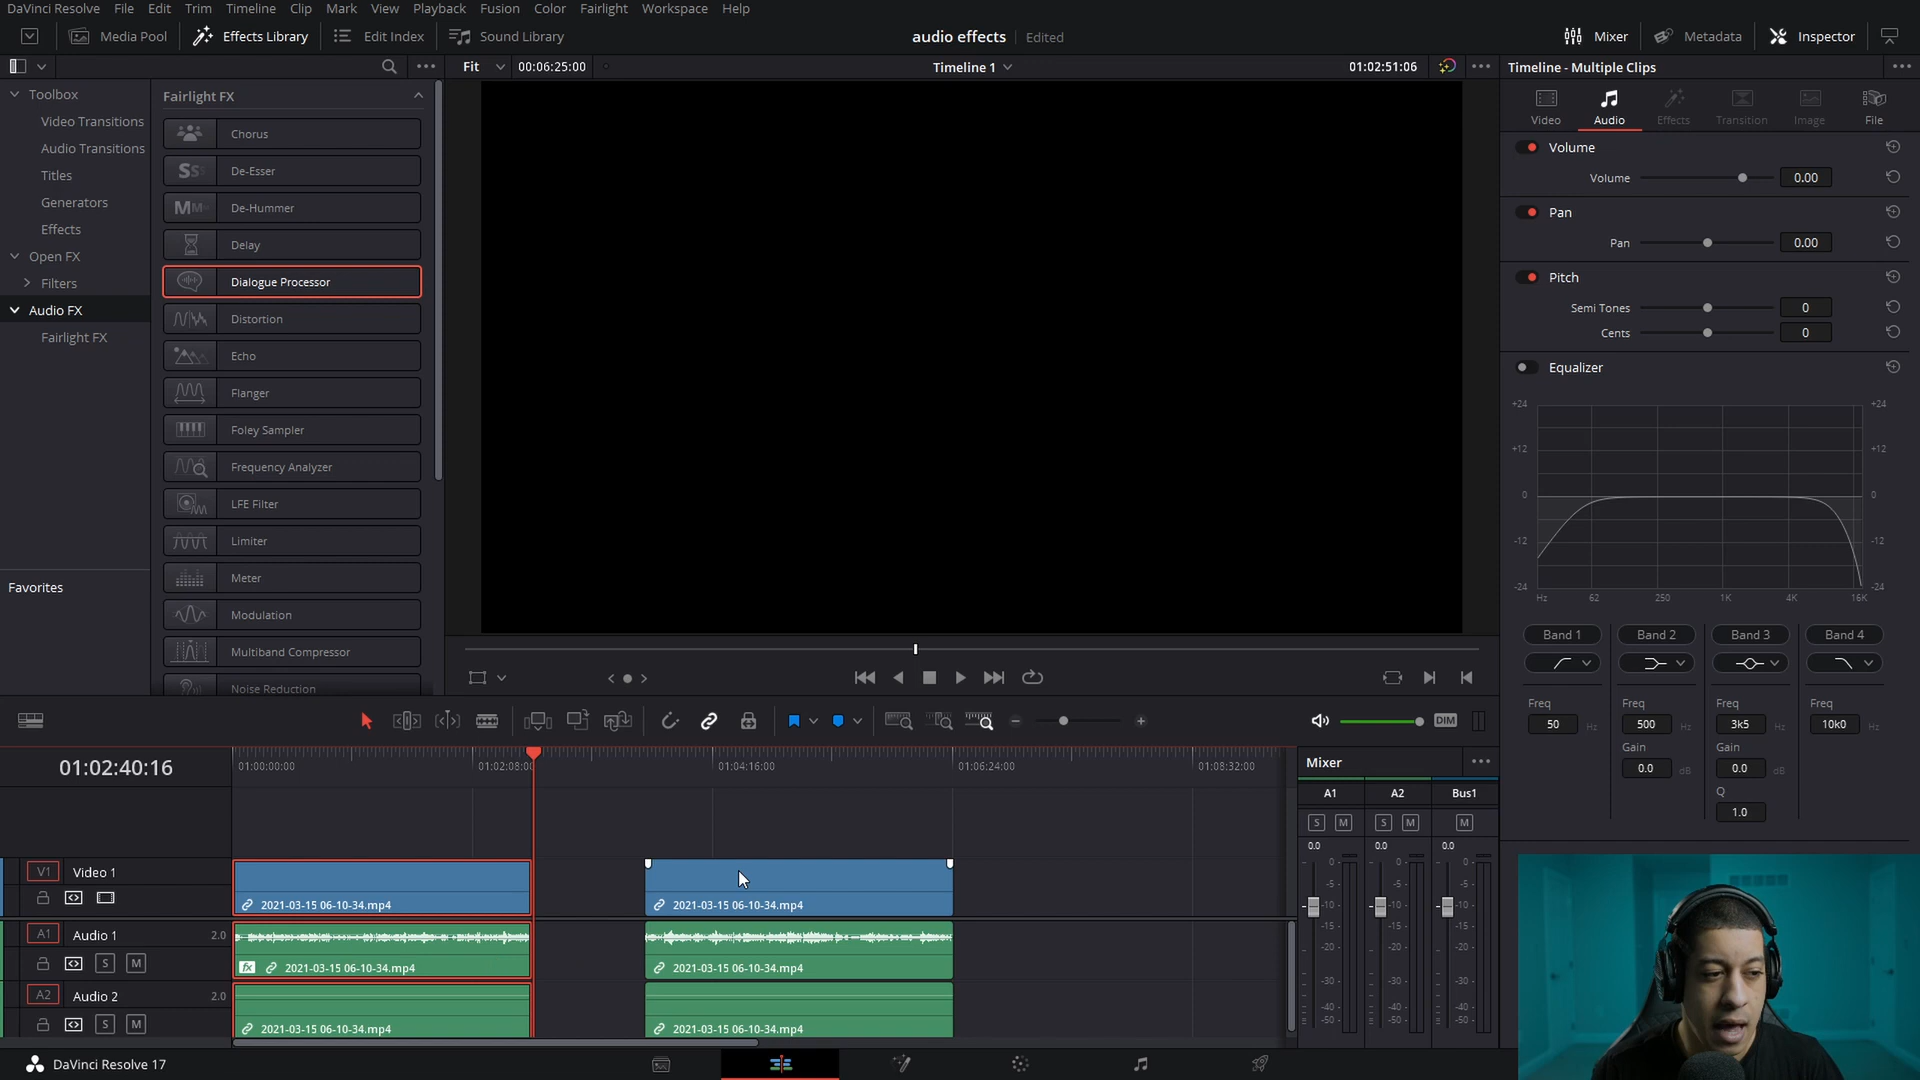 DaVinci Resolve File Edit Trim Timeline Clip Mark View Playback Fusion Color Fairlight Workspace Help
Media Pool Effects Library Edit Index Sound Library audio effects Edited Mixer Metadata Inspector
Fit 00:06:25:00 Timeline 1 01:02:51:06 Timeline - Multiple Clips
Toolbox
Video Transitions
Audio Transitions
Titles
Generators
Effects
Open FX
Filters
Audio FX
Fairlight FX
Favorites
Fairlight FX
Chorus
De-Esser
De-Hummer
Delay
Dialogue Processor
Distortion
Echo
Flanger
Foley Sampler
Frequency Analyzer
LFE Filter
Limiter
Meter
Modulation
Multiband Compressor
Noise Reduction
Video Audio Effects Transition Image File
Volume
Volume 0.00
Pan
Pan 0.00
Pitch
Semi Tones 0
Cents 0
Equalizer
+24 +24
+12 +12
0 0
-12 -12
-24 -24
Hz 62 250 1K 4K 16K
Band 1 Band 2 Band 3 Band 4
Freq Freq Freq Freq
50 Hz 500 Hz 3k5 Hz 10k0 Hz
Gain Gain
0.0 dB 0.0 dB
Q
1.0
DIM
01:02:40:16
01:00:00:00 01:02:08:00 01:04:16:00 01:06:24:00 01:08:32:00
V1 Video 1
2021-03-15 06-10-34.mp4 2021-03-15 06-10-34.mp4
A1 Audio 1 2.0
S M
fx 2021-03-15 06-10-34.mp4 2021-03-15 06-10-34.mp4
A2 Audio 2 2.0
S M
2021-03-15 06-10-34.mp4 2021-03-15 06-10-34.mp4
Mixer
A1 A2 Bus1
S M S M M
0.0 0.0 0.0
0 0 0
-5 -5 -5
-10 -10 -10
-15 -15 -15
-20 -20 -20
-30 -30 -30
-40 -40 -40
-50 -50 -50
DaVinci Resolve 17